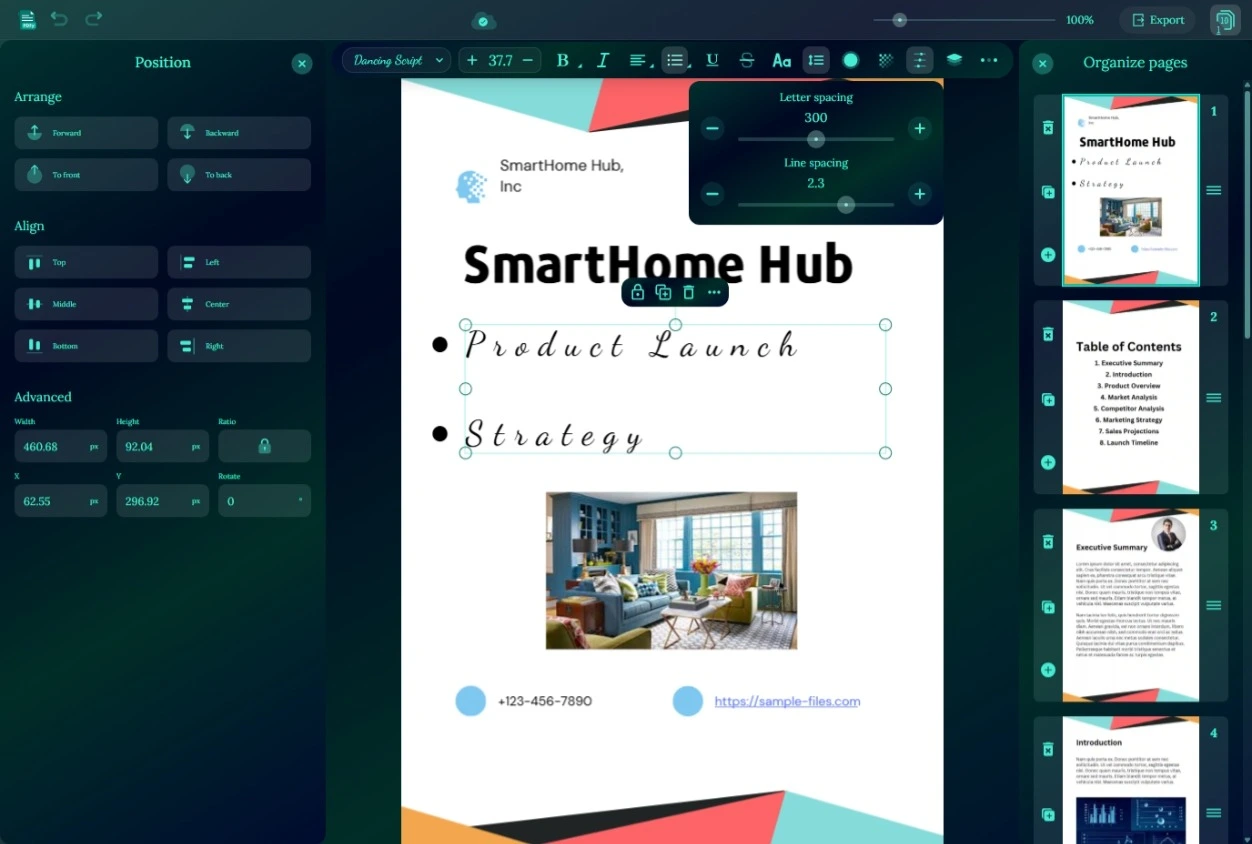 100%
Export
10
1
Position
Dancing Script
37.7
B
I
U
S
Aa
Organize pages
Arrange
Forward
Backward
To front
To back
Align
Top
Left
Middle
Center
Bottom
Right
Advanced
Width
Height
Ratio
460.68 px
92.04 px
X
Y
Rotate
62.55 px
296.92 px
0 °
Letter spacing
300
Line spacing
2.3
SmartHome Hub,
Inc
SmartHome Hub
• Product Launch
• Strategy
+123-456-7890
https://sample-files.com
1
SmartHome Hub,
Inc
SmartHome Hub
• Product Launch
• Strategy
+123-456-7890
2
Table of Contents
1. Executive Summary
2. Introduction
3. Product Overview
4. Market Analysis
5. Competitor Analysis
6. Marketing Strategy
7. Sales Projections
8. Launch Timeline
3
Executive Summary
4
Introduction